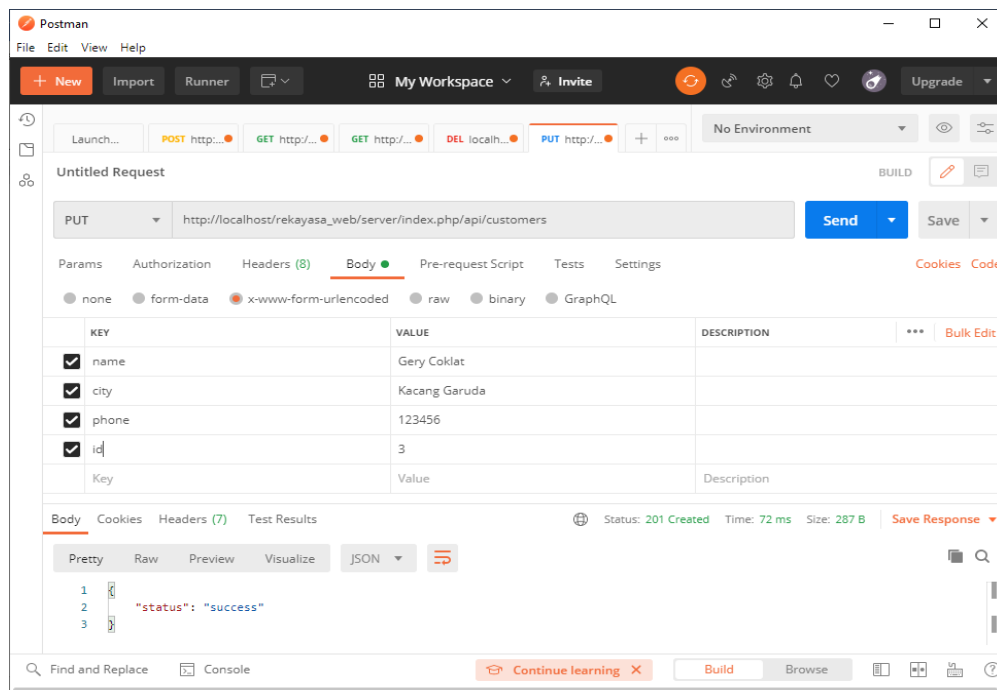 Postman
File Edit View Help
+ New Import Runner My Workspace Invite Upgrade
Launch... POST http:... GET http:/... GET http:/... DEL localh... PUT http:/... + ooo No Environment
Untitled Request BUILD
PUT http://localhost/rekayasa_web/server/index.php/api/customers Send Save
Params Authorization Headers (8) Body Pre-request Script Tests Settings Cookies Code
none form-data x-www-form-urlencoded raw binary GraphQL
KEY VALUE DESCRIPTION ••• Bulk Edit
name Gery Coklat
city Kacang Garuda
phone 123456
id 3
Key Value Description
Body Cookies Headers (7) Test Results Status: 201 Created Time: 72 ms Size: 287 B Save Response
Pretty Raw Preview Visualize JSON
1 {
2 "status": "success"
3 }
Find and Replace Console Continue learning X Build Browse